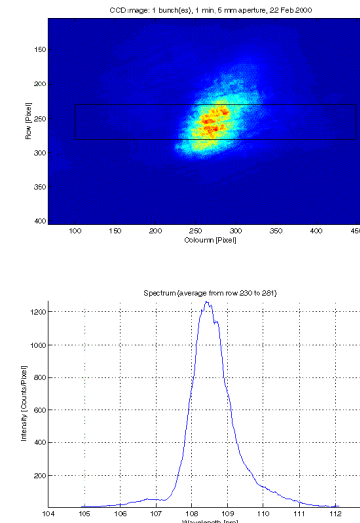 CCD image: 1 bunch(es), 1 min, 5 mm aperture, 22 Feb 2000
150
200
250
300
350
400
Row [Pixel]
100 150 200 250 300 350 400 450
Coloumn [Pixel]
Spectrum (average from row 230 to 281)
1200
1000
800
600
400
200
Intensity [Counts/Pixel]
104 105 106 107 108 109 110 111 112
Wavelength [nm]